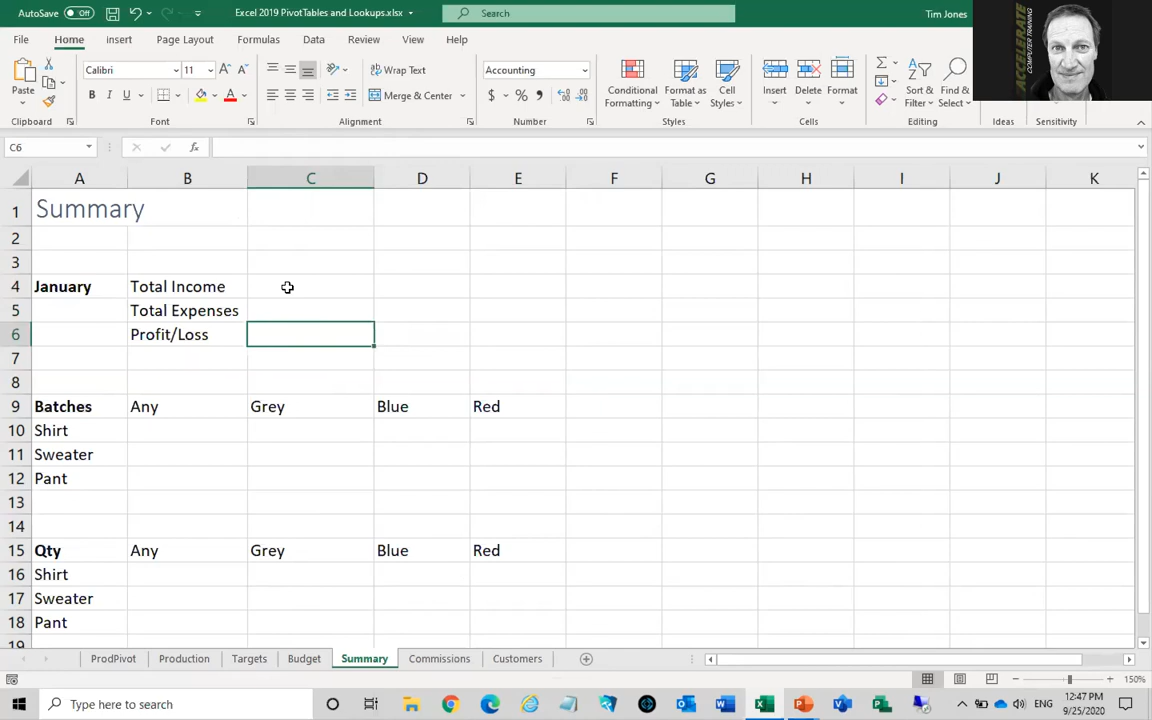 AutoSave Off Excel 2019 PivotTables and Lookups.xlsx Search Tim Jones
File Home Insert Page Layout Formulas Data Review View Help
ACCELERATE
COMPUTER TRAINING
Paste Calibri 11 A A Wrap Text Accounting Conditional Format as Cell Insert Delete Format Sort & Find &
B I U A Merge & Center $ % Formatting Table Styles Filter Select
Clipboard Font Alignment Number Styles Cells Editing Ideas Sensitivity
C6 fx
A B C D E F G H I J K
1 Summary
2
3
4 January Total Income
5 Total Expenses
6 Profit/Loss
7
8
9 Batches Any Grey Blue Red
10 Shirt
11 Sweater
12 Pant
13
14
15 Qty Any Grey Blue Red
16 Shirt
17 Sweater
18 Pant
19
ProdPivot Production Targets Budget Summary Commissions Customers
150%
Type here to search ENG 12:47 PM
9/25/2020